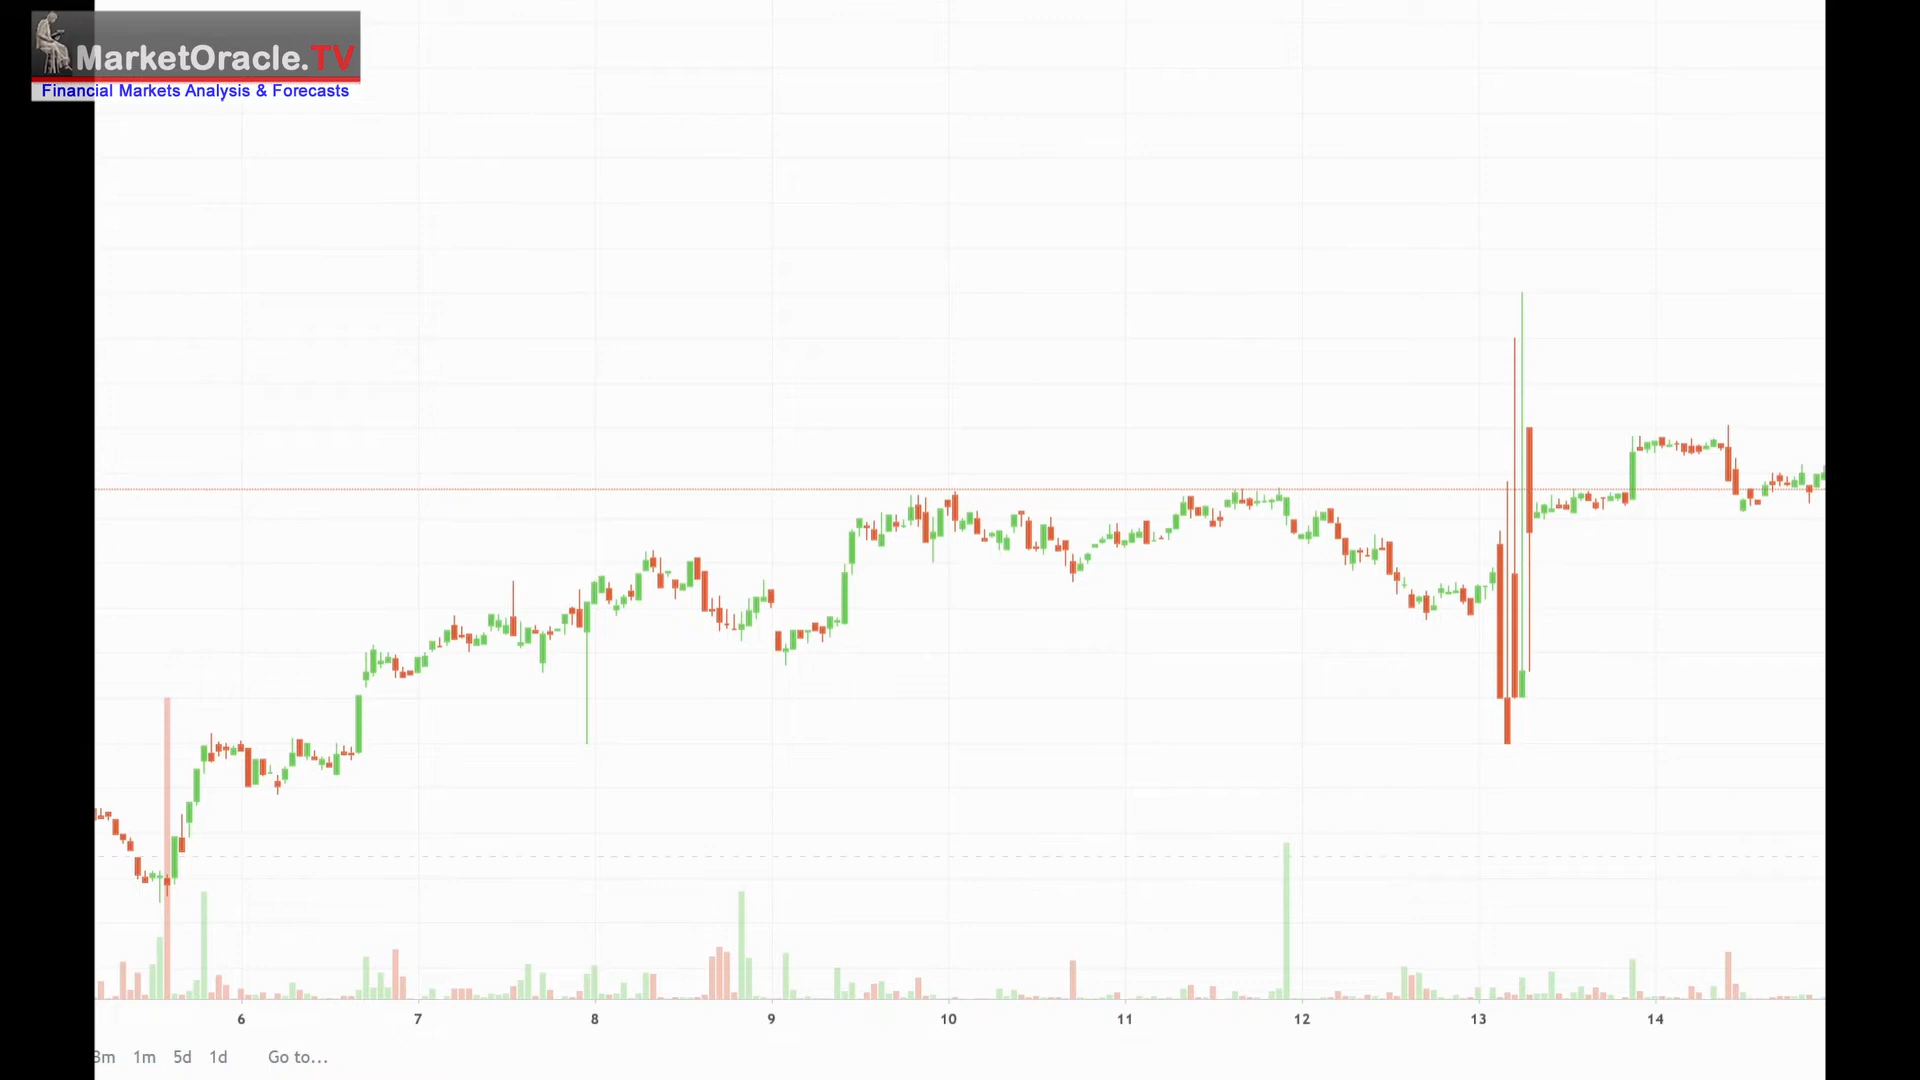 MarketOracle.TV
Financial Markets Analysis & Forecasts
6 7 8 9 10 11 12 13 14
3m 1m 5d 1d Go to...